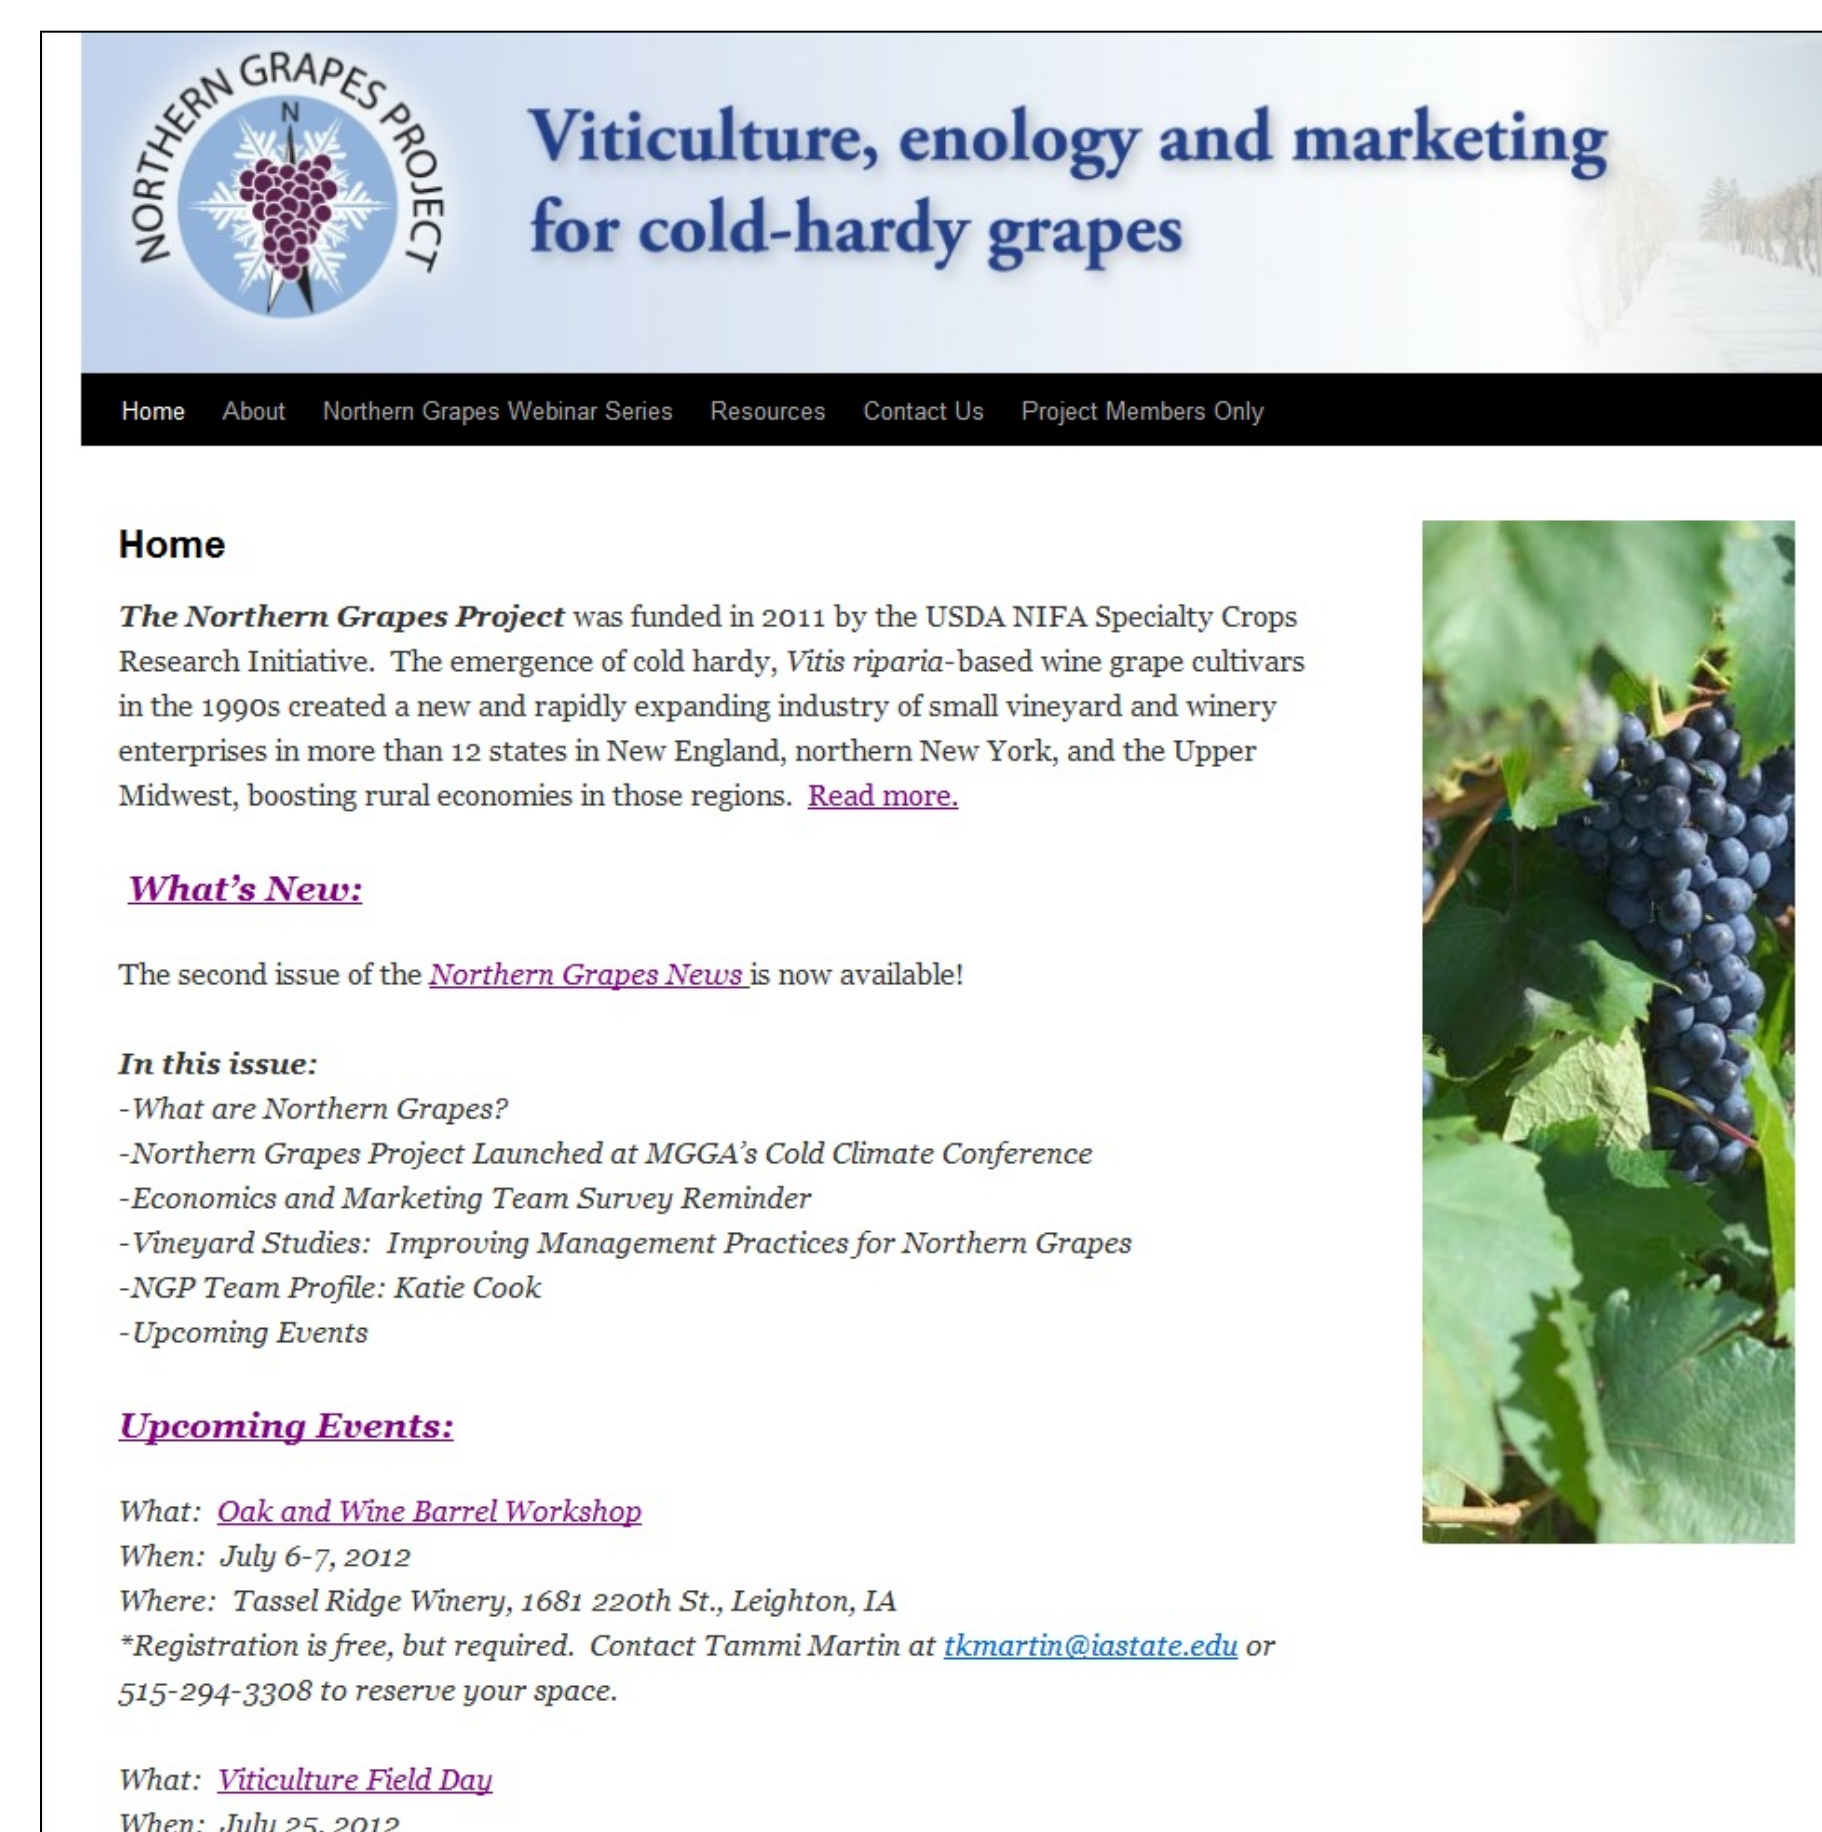 NORTHERN GRAPES PROJECT
N
Viticulture, enology and marketing
for cold-hardy grapes
Home About Northern Grapes Webinar Series Resources Contact Us Project Members Only
Home
The Northern Grapes Project was funded in 2011 by the USDA NIFA Specialty Crops
Research Initiative. The emergence of cold hardy, Vitis riparia-based wine grape cultivars
in the 1990s created a new and rapidly expanding industry of small vineyard and winery
enterprises in more than 12 states in New England, northern New York, and the Upper
Midwest, boosting rural economies in those regions. Read more.
What's New:
The second issue of the Northern Grapes News is now available!
In this issue:
-What are Northern Grapes?
-Northern Grapes Project Launched at MGGA's Cold Climate Conference
-Economics and Marketing Team Survey Reminder
-Vineyard Studies: Improving Management Practices for Northern Grapes
-NGP Team Profile: Katie Cook
-Upcoming Events
Upcoming Events:
What: Oak and Wine Barrel Workshop
When: July 6-7, 2012
Where: Tassel Ridge Winery, 1681 220th St., Leighton, IA
*Registration is free, but required. Contact Tammi Martin at tkmartin@iastate.edu or
515-294-3308 to reserve your space.
What: Viticulture Field Day
When: July 25, 2012